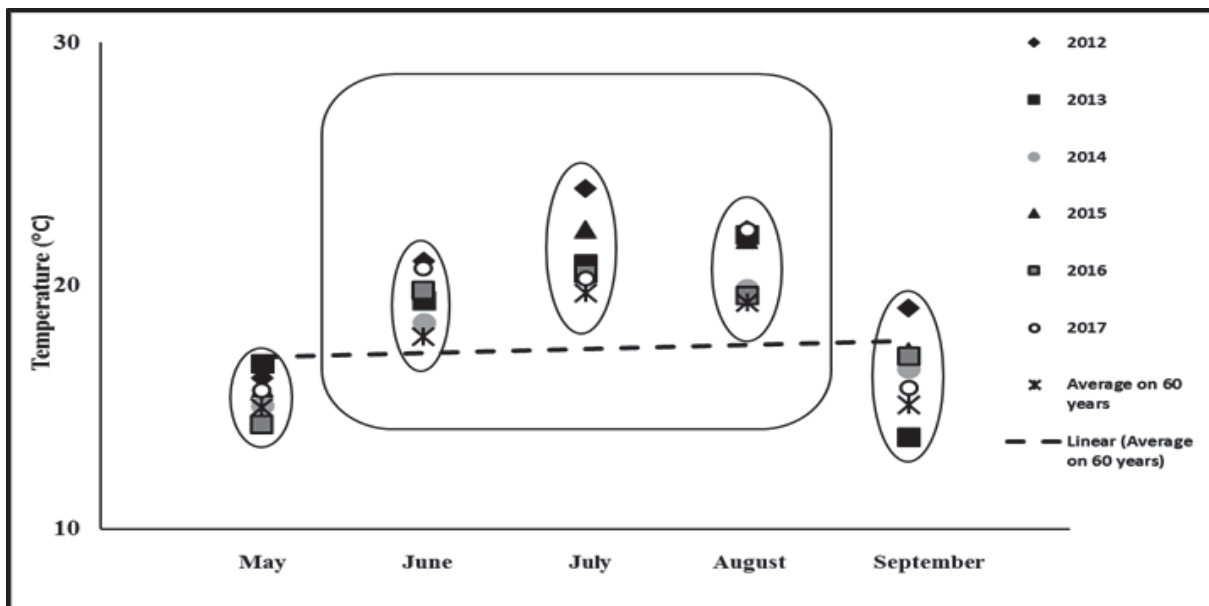 30
20
10
Temperature (°C)
May
June
July
August
September
2012
2013
2014
2015
2016
2017
Average on 60
years
Linear (Average
on 60 years)